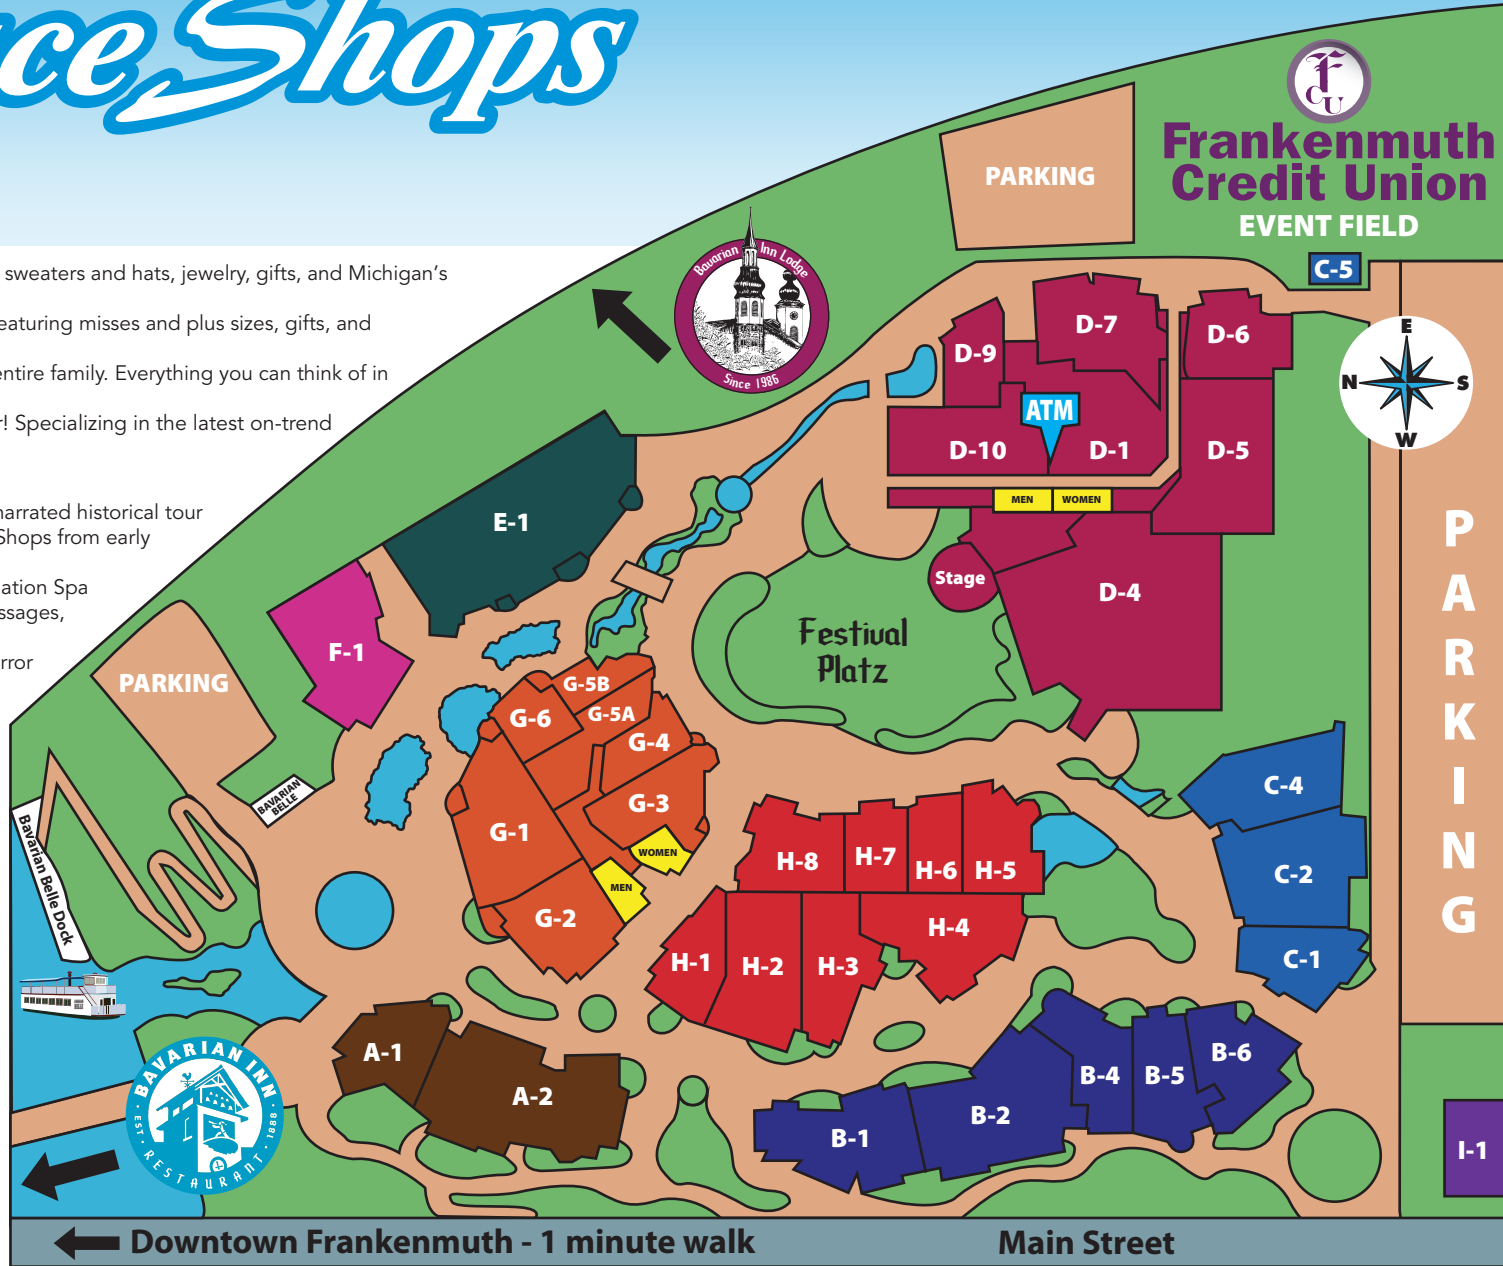 ce Shops
sweaters and hats, jewelry, gifts, and Michigan's
eaturing misses and plus sizes, gifts, and
entire family. Everything you can think of in
r! Specializing in the latest on-trend
narrated historical tour
Shops from early
ation Spa
ssages,
rror
F
C
U
Frankenmuth
Credit Union
EVENT FIELD
PARKING
C-5
Bavarian Inn Lodge
Since 1986
E
N
S
W
D-7
D-6
D-9
ATM
D-10
D-1
D-5
MEN
WOMEN
Stage
D-4
E-1
F-1
Festival
Platz
PARKING
PARKING
G-5B
G-6
G-5A
G-4
G-3
G-1
WOMEN
MEN
G-2
BAVARIAN
BELLE
Bavarian Belle Dock
C-4
C-2
C-1
H-8
H-7
H-6
H-5
H-4
H-1
H-2
H-3
A-1
A-2
B-6
B-4
B-5
B-2
B-1
I-1
BAVARIAN INN
EST. 1888
RESTAURANT
Downtown Frankenmuth - 1 minute walk
Main Street